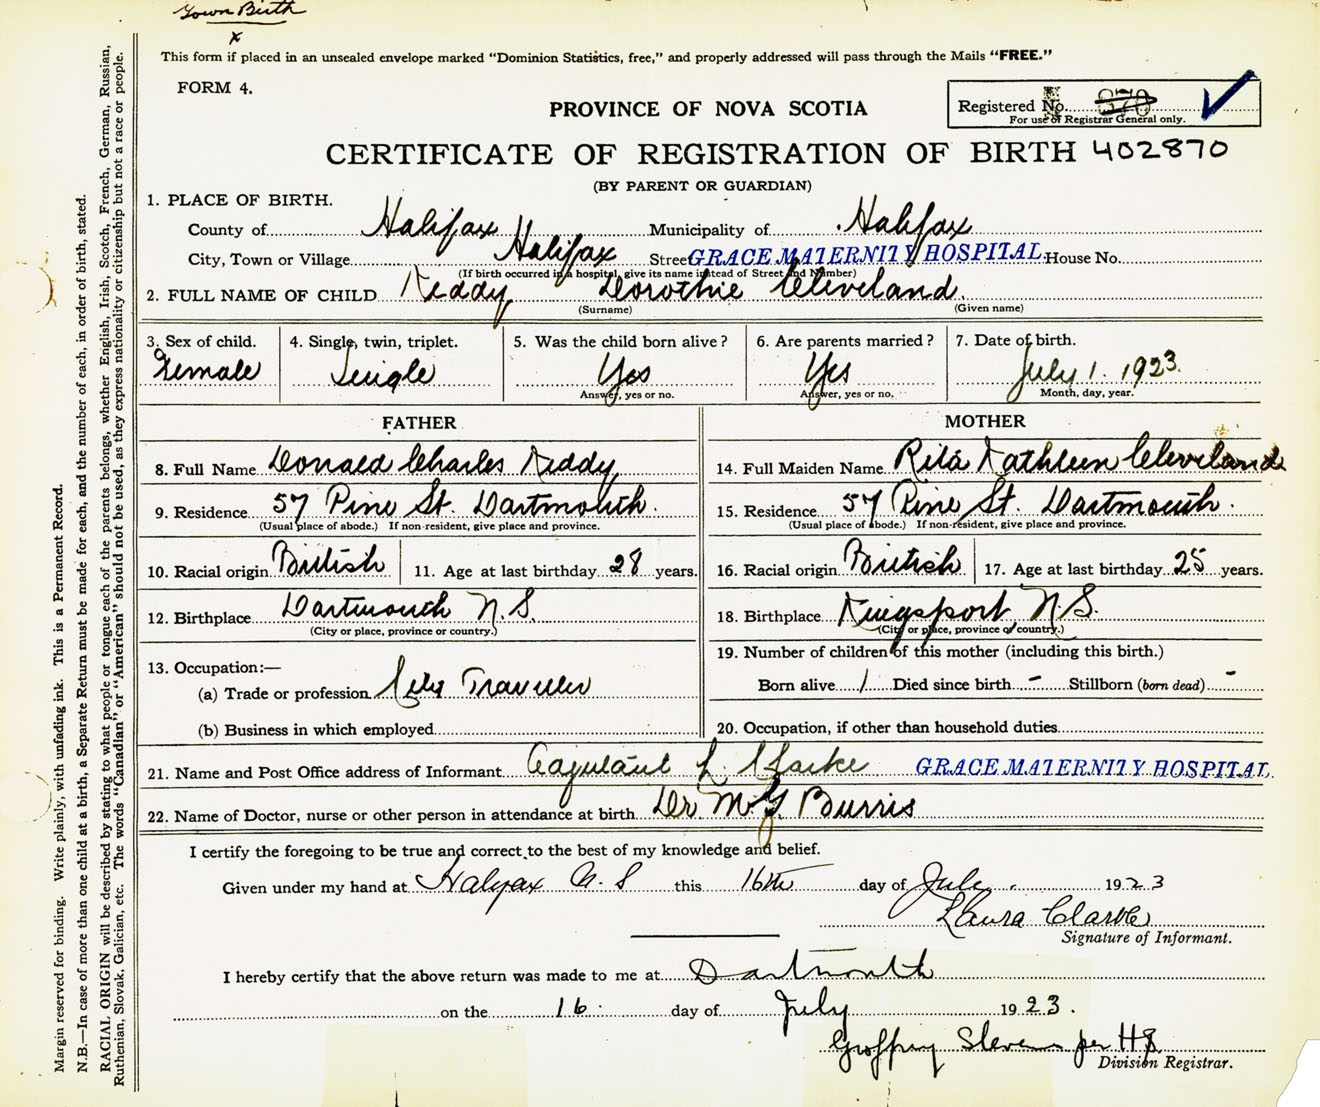 Town Birth
x
This form if placed in an unsealed envelope marked "Dominion Statistics, free," and properly addressed will pass through the Mails "FREE."
FORM 4.
PROVINCE OF NOVA SCOTIA
Registered No. 870
For use of Registrar General only.
CERTIFICATE OF REGISTRATION OF BIRTH 402870
(BY PARENT OR GUARDIAN)
1. PLACE OF BIRTH.
County of Halifax Municipality of Halifax
City, Town or Village Halifax Street GRACE MATERNITY HOSPITAL. House No.
(If birth occurred in a hospital, give its name instead of Street and Number)
2. FULL NAME OF CHILD Keddy Dorothie Cleveland
(Surname) (Given name)
3. Sex of child. 4. Single, twin, triplet. 5. Was the child born alive? 6. Are parents married? 7. Date of birth.
Female Single Yes Yes July 1. 1923.
Answer, yes or no. Answer, yes or no. Month, day, year.
FATHER MOTHER
8. Full Name Donald Charles Keddy 14. Full Maiden Name Rita Kathleen Cleveland
9. Residence 57 Pine St. Dartmouth. 15. Residence 57 Pine St. Dartmouth.
(Usual place of abode.) If non-resident, give place and province. (Usual place of abode.) If non-resident, give place and province.
10. Racial origin British 11. Age at last birthday 28 years. 16. Racial origin British 17. Age at last birthday 25 years.
12. Birthplace Dartmouth N.S. 18. Birthplace Kingsport, N.S.
(City or place, province or country.) (City or place, province or country.)
19. Number of children of this mother (including this birth.)
13. Occupation:—
(a) Trade or profession City Traveller Born alive 1 Died since birth - Stillborn (born dead) -
(b) Business in which employed 20. Occupation, if other than household duties
21. Name and Post Office address of Informant Adjutant L. Clarke GRACE MATERNITY HOSPITAL.
22. Name of Doctor, nurse or other person in attendance at birth Dr M.G Burris
I certify the foregoing to be true and correct to the best of my knowledge and belief.
Given under my hand at Halifax N.S this 16th day of July 1923
Laura Clarke
Signature of Informant.
I hereby certify that the above return was made to me at Dartmouth
on the 16. day of July 1923.
Geoffrey Stevens per
Division Registrar.
Margin reserved for binding. Write plainly, with unfading ink. This is a Permanent Record.
N.B.—In case of more than one child at a birth, a Separate Return must be made for each, and the number of each, in order of birth, stated.
RACIAL ORIGIN will be described by stating to what people or tongue each of the parents belongs, whether English, Irish, Scotch, French, German, Russian,
Ruthenian, Slovak, Galician, etc. The words "Canadian" or "American" should not be used, as they express nationality or citizenship but not a race or people.